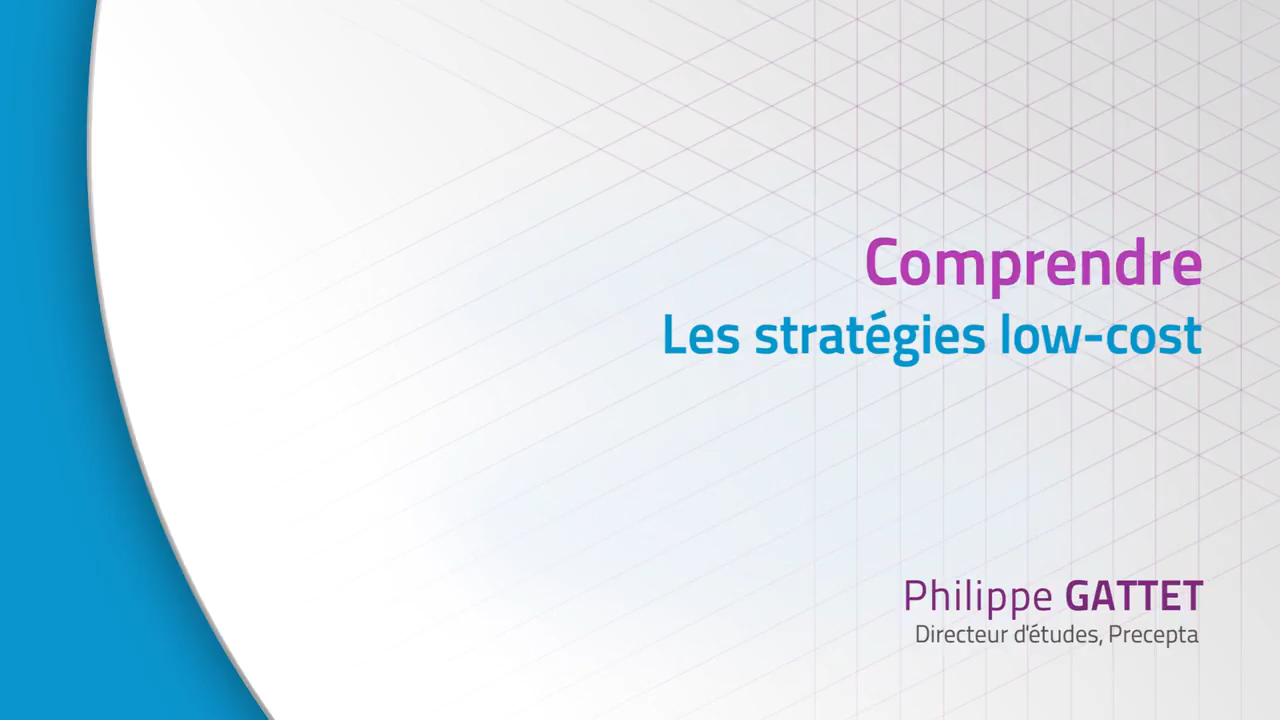 Comprendre
Les stratégies low-cost
Philippe GATTET
Directeur d'études, Precepta